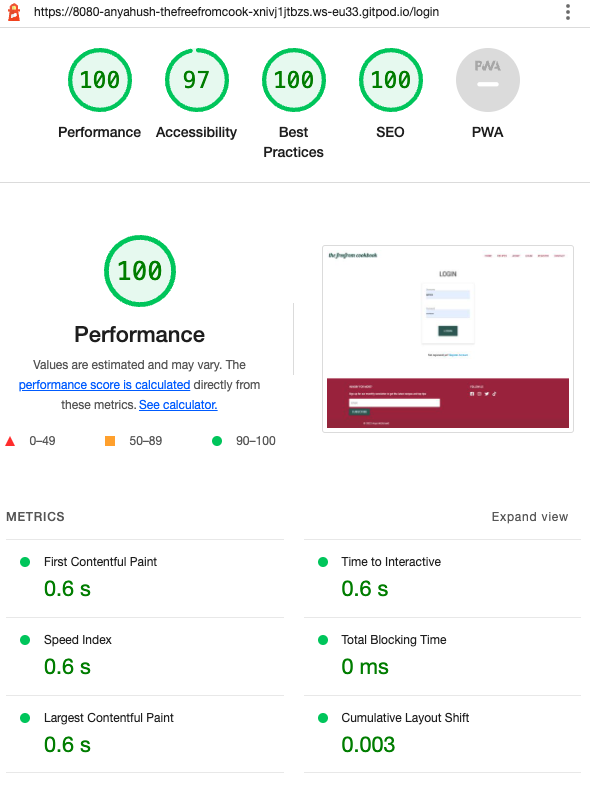 https://8080-anyahush-thefreefromcook-xnivj1jtbzs.ws-eu33.gitpod.io/login
100
97
100
100
PWA
Performance
Accessibility
Best
Practices
SEO
PWA
100
Performance
Values are estimated and may vary. The
performance score is calculated directly from
these metrics. See calculator.
0–49
50–89
90–100
the freefrom cookbook
LOGIN
METRICS
Expand view
First Contentful Paint
0.6 s
Time to Interactive
0.6 s
Speed Index
0.6 s
Total Blocking Time
0 ms
Largest Contentful Paint
0.6 s
Cumulative Layout Shift
0.003